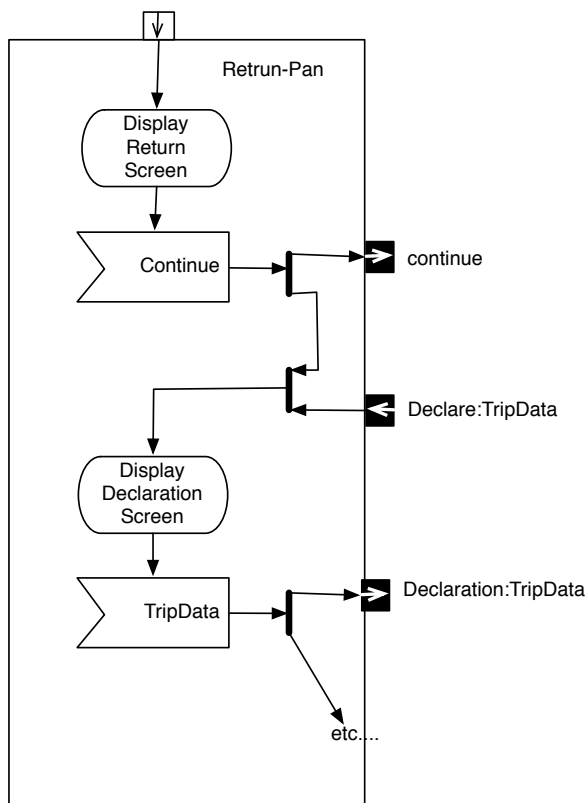 Retrun-Pan
Display
Return
Screen
Continue
continue
Declare:TripData
Display
Declaration
Screen
Declaration:TripData
TripData
etc....